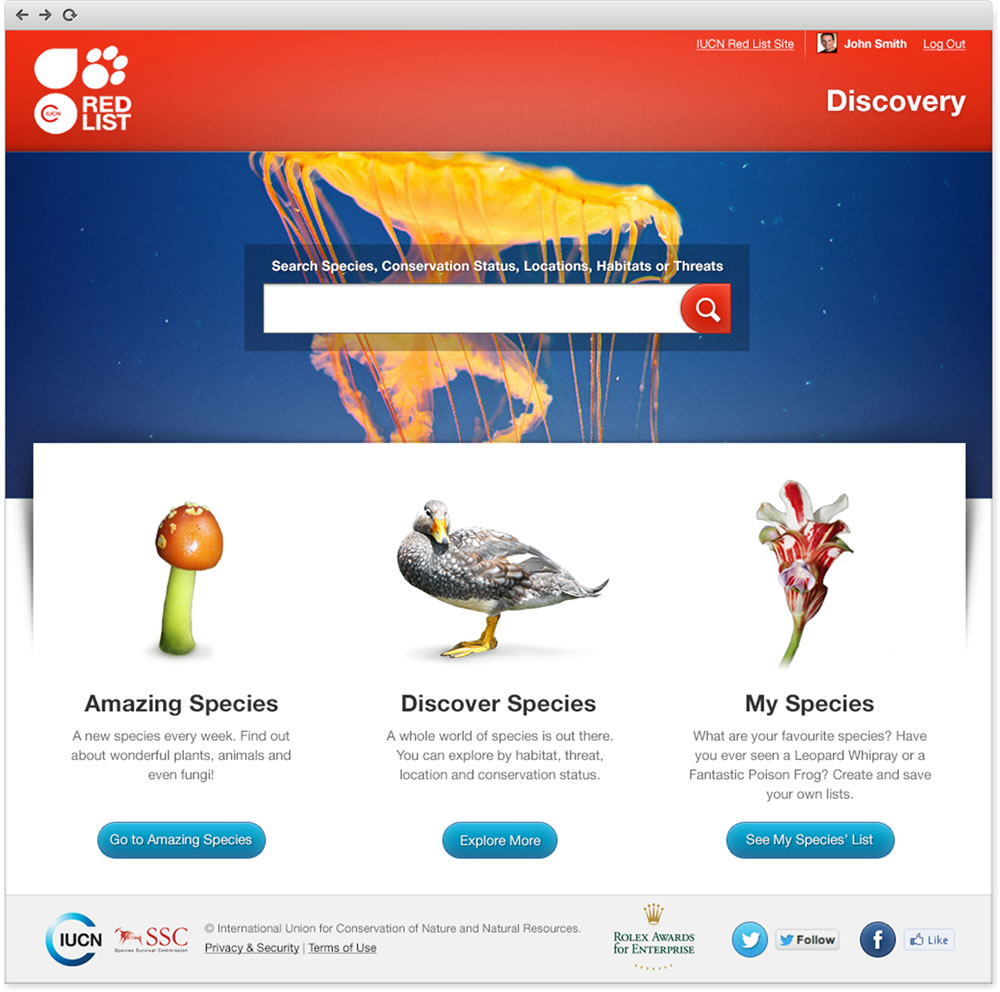 IUCN Red List Site
John Smith
Log Out
IUCN
RED
LIST
Discovery
Search Species, Conservation Status, Locations, Habitats or Threats
Amazing Species
A new species every week. Find out
about wonderful plants, animals and
even fungi!
Go to Amazing Species
Discover Species
A whole world of species is out there.
You can explore by habitat, threat,
location and conservation status.
Explore More
My Species
What are your favourite species? Have
you ever seen a Leopard Whipray or a
Fantastic Poison Frog? Create and save
your own lists.
See My Species' List
IUCN
SSC
Species Survival Commission
© International Union for Conservation of Nature and Natural Resources.
Privacy & Security | Terms of Use
ROLEX AWARDS
FOR ENTERPRISE
Follow
f
Like